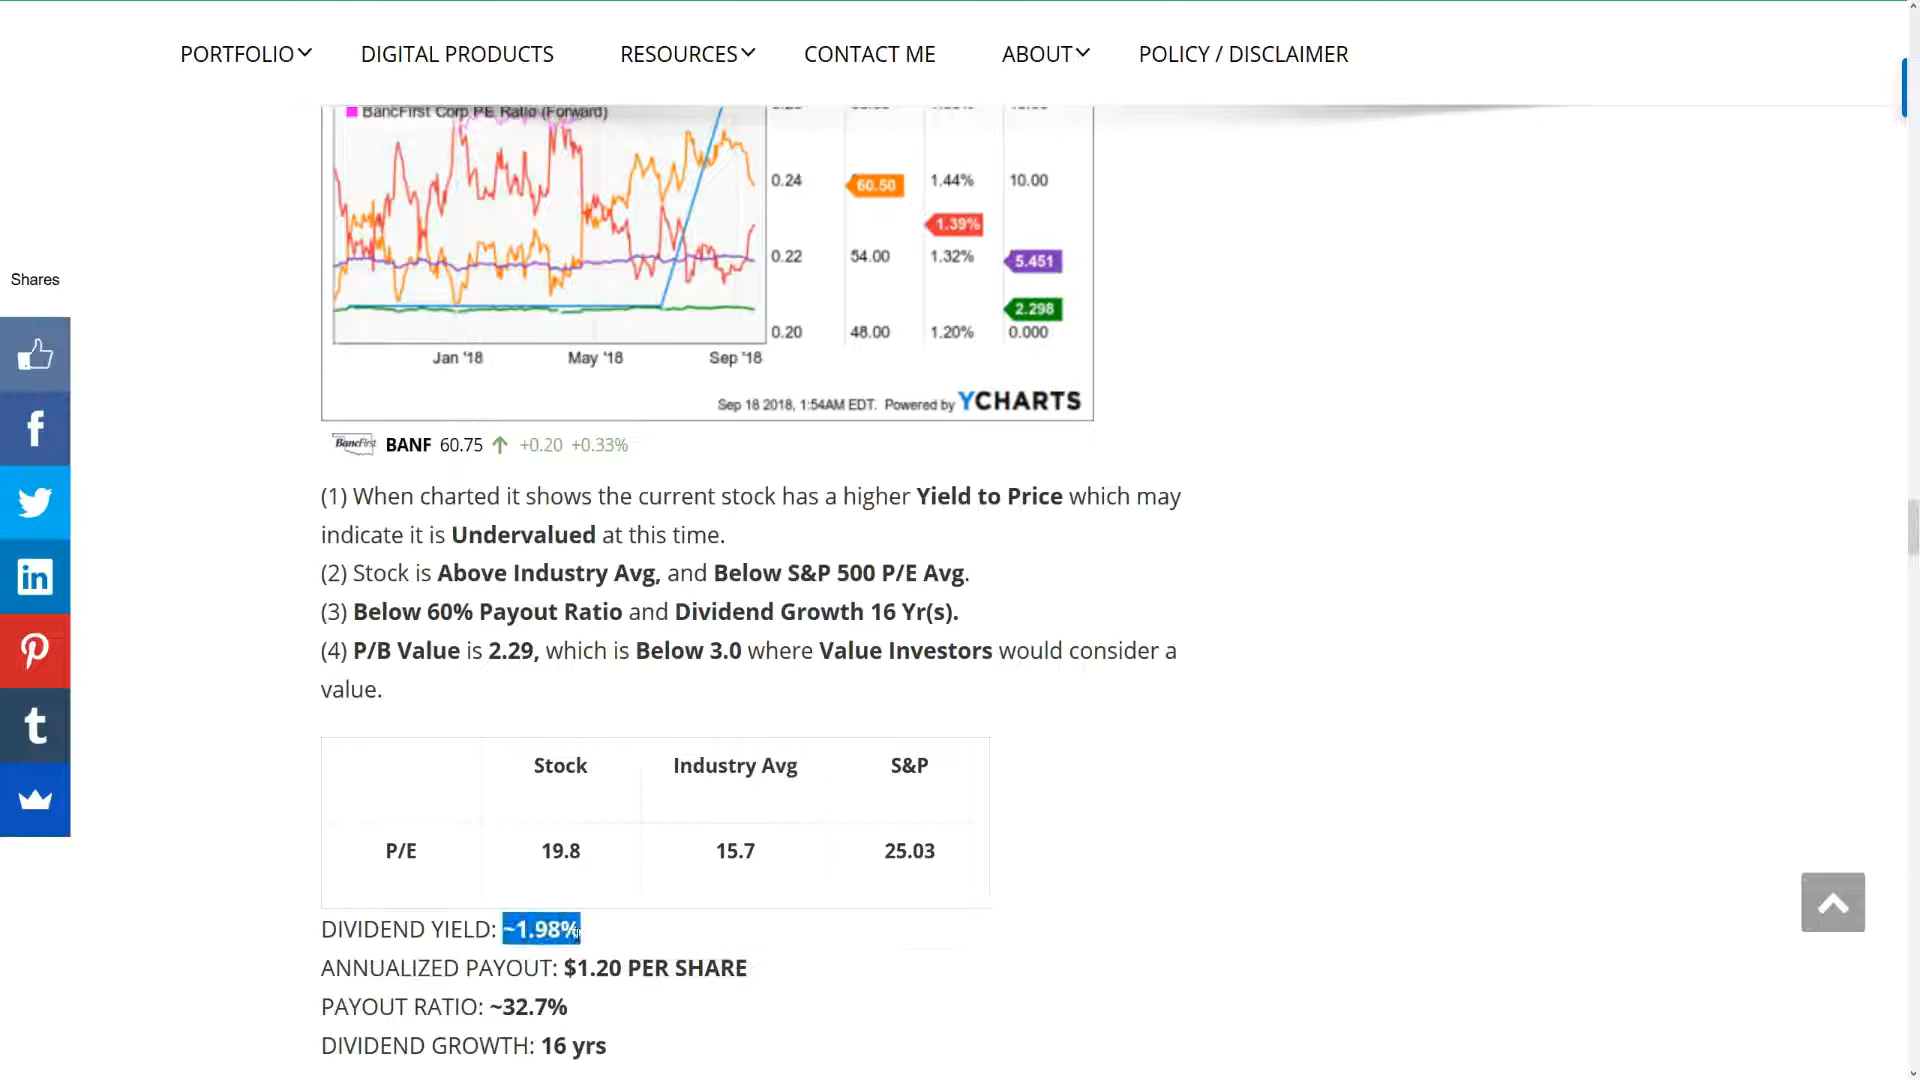 PORTFOLIO DIGITAL PRODUCTS RESOURCES CONTACT ME ABOUT POLICY / DISCLAIMER
BancFirst Corp PE Ratio (Forward)
0.24 60.50 1.44% 10.00
1.39%
0.22 54.00 1.32% 5.451
2.298
0.20 48.00 1.20% 0.000
Jan '18 May '18 Sep '18
Sep 18 2018, 1:54AM EDT. Powered by YCHARTS
Shares
BancFirst BANF 60.75 +0.20 +0.33%
(1) When charted it shows the current stock has a higher Yield to Price which may
indicate it is Undervalued at this time.
(2) Stock is Above Industry Avg, and Below S&P 500 P/E Avg.
(3) Below 60% Payout Ratio and Dividend Growth 16 Yr(s).
(4) P/B Value is 2.29, which is Below 3.0 where Value Investors would consider a
value.
Stock Industry Avg S&P
P/E 19.8 15.7 25.03
DIVIDEND YIELD: ~1.98%
ANNUALIZED PAYOUT: $1.20 PER SHARE
PAYOUT RATIO: ~32.7%
DIVIDEND GROWTH: 16 yrs